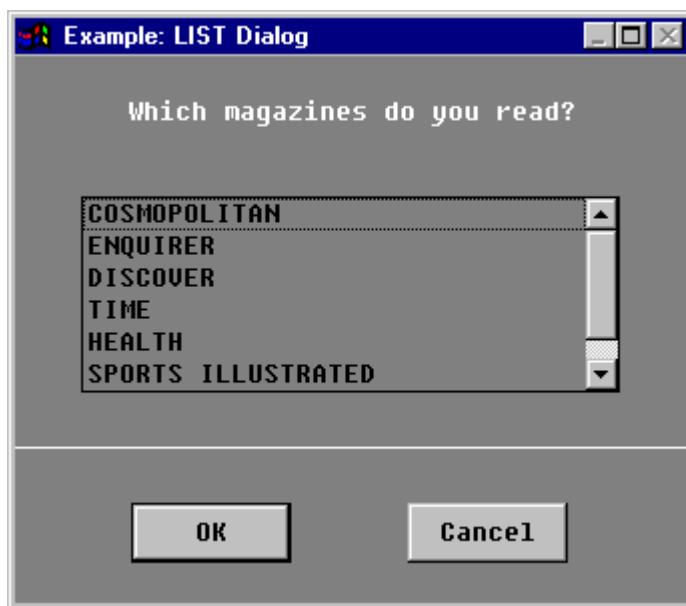 Example: LIST Dialog
Which magazines do you read?
COSMOPOLITAN
ENQUIRER
DISCOVER
TIME
HEALTH
SPORTS ILLUSTRATED
OK
Cancel